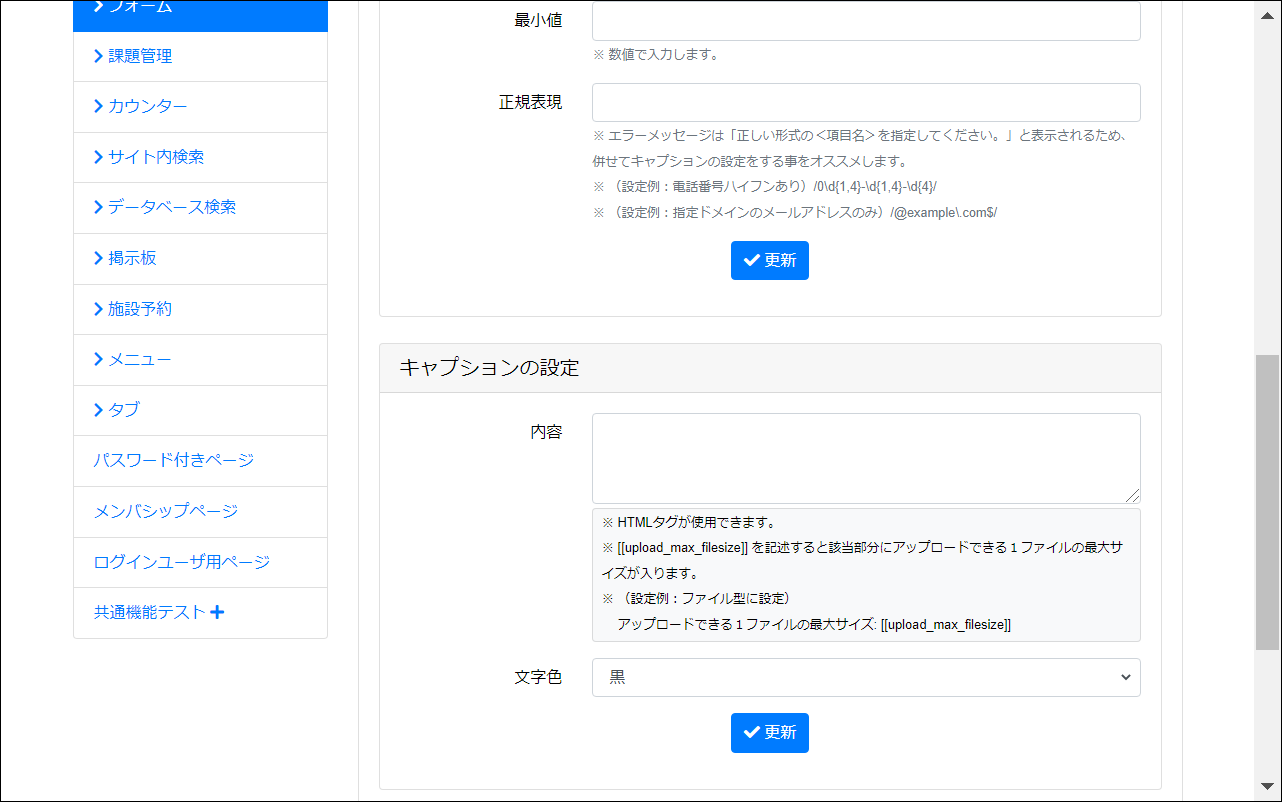 フォーム
課題管理
カウンター
サイト内検索
データベース検索
掲示板
施設予約
メニュー
タブ
パスワード付きページ
メンバシップページ
ログインユーザ用ページ
共通機能テスト
最小値
※ 数値で入力します。
正規表現
※ エラーメッセージは「正しい形式の＜項目名＞を指定してください。」と表示されるため、
併せてキャプションの設定をする事をオススメします。
※ （設定例：電話番号ハイフンあり）/0\d{1,4}-\d{1,4}-\d{4}/
※ （設定例：指定ドメインのメールアドレスのみ）/@example\.com$/
更新
キャプションの設定
内容
※ HTMLタグが使用できます。
※ [[upload_max_filesize]] を記述すると該当部分にアップロードできる１ファイルの最大サ
イズが入ります。
※ （設定例：ファイル型に設定）
アップロードできる１ファイルの最大サイズ: [[upload_max_filesize]]
文字色
黒
更新